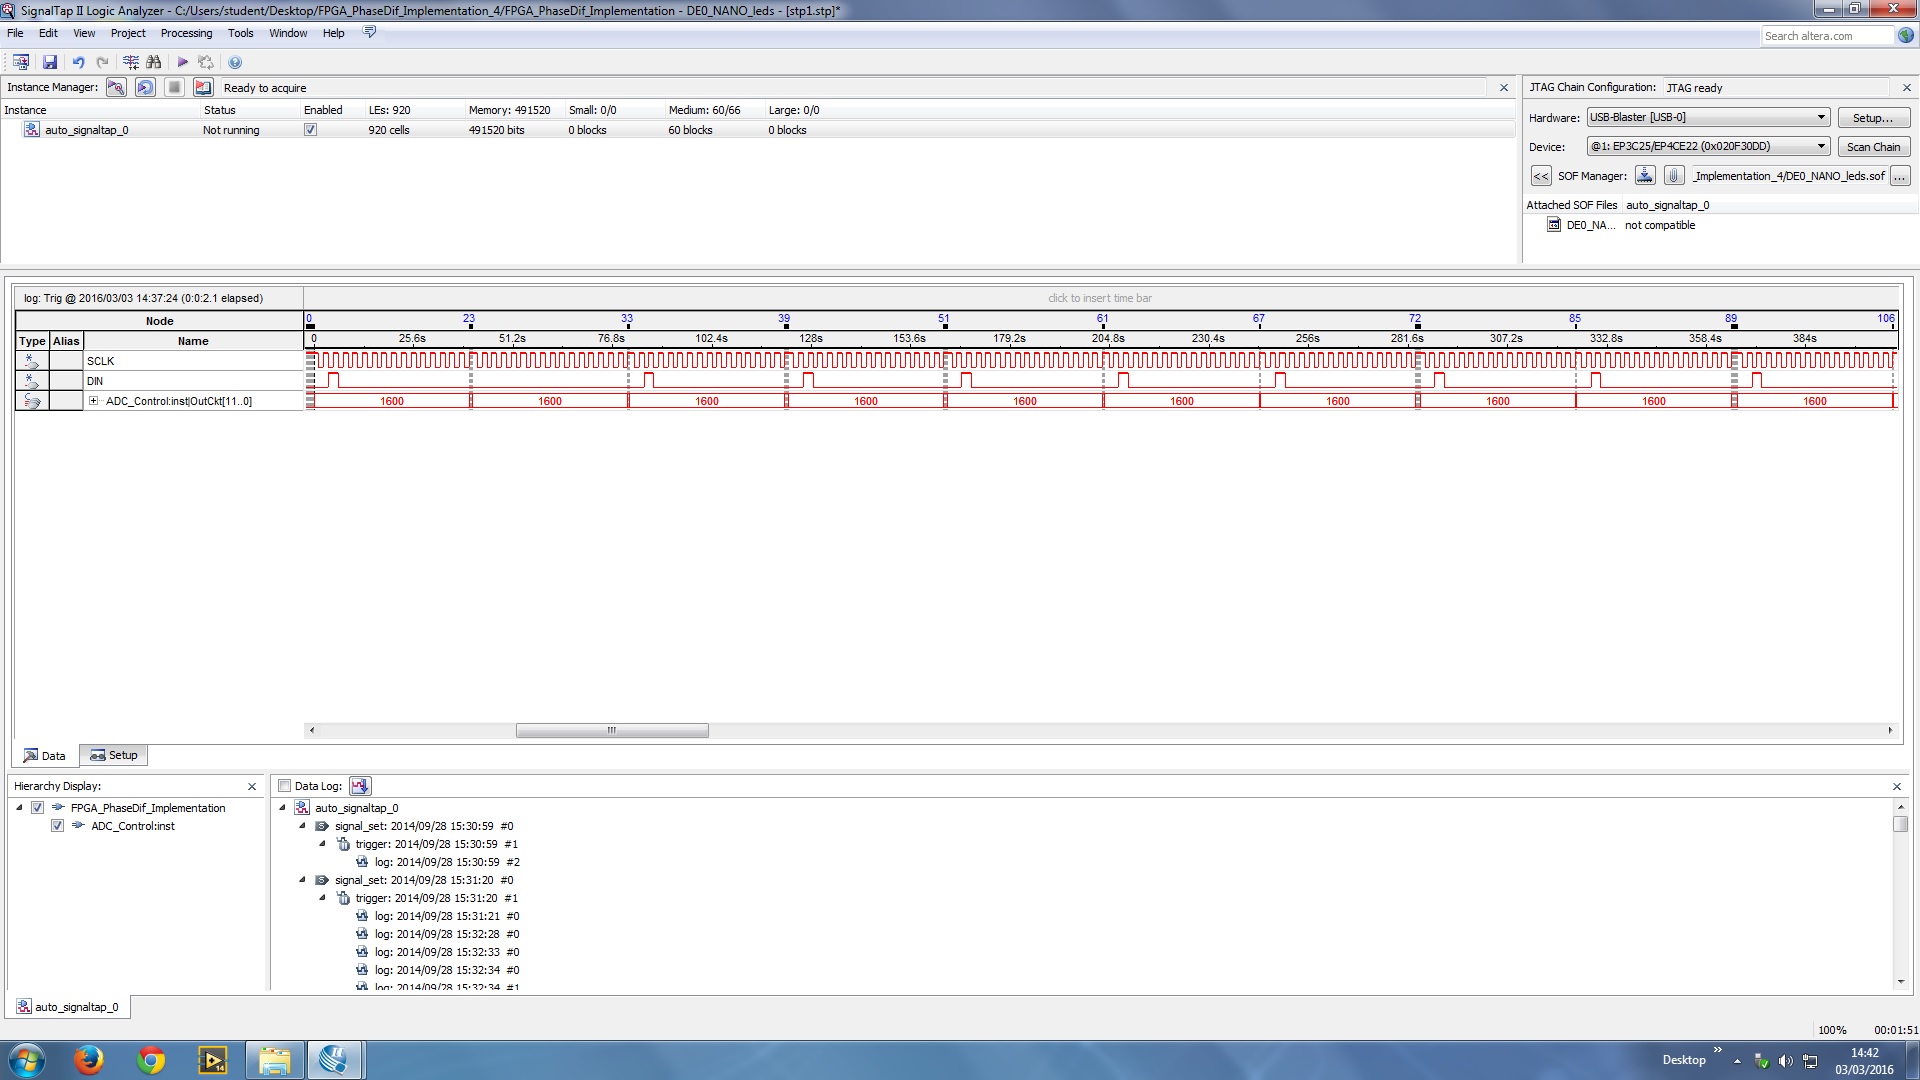 SignalTap II Logic Analyzer - C:/Users/student/Desktop/FPGA_PhaseDif_Implementation_4/FPGA_PhaseDif_Implementation - DE0_NANO_leds - [stp1.stp]*
File Edit View Project Processing Tools Window Help
Search altera.com
Instance Manager: Ready to acquire
Instance Status Enabled LEs: 920 Memory: 491520 Small: 0/0 Medium: 60/66 Large: 0/0
auto_signaltap_0 Not running 920 cells 491520 bits 0 blocks 60 blocks 0 blocks
JTAG Chain Configuration: JTAG ready
Hardware: USB-Blaster [USB-0] Setup...
Device: @1: EP3C25/EP4CE22 (0x020F30DD) Scan Chain
<< SOF Manager: _Implementation_4/DE0_NANO_leds.sof ...
Attached SOF Files auto_signaltap_0
DE0_NA... not compatible
log: Trig @ 2016/03/03 14:37:24 (0:0:2.1 elapsed)
click to insert time bar
Node
0 23 33 39 51 61 67 72 85 89 106
Type Alias Name
0 25.6s 51.2s 76.8s 102.4s 128s 153.6s 179.2s 204.8s 230.4s 256s 281.6s 307.2s 332.8s 358.4s 384s
SCLK
DIN
ADC_Control:inst|OutCkt[11..0] 1600 1600 1600 1600 1600 1600 1600 1600 1600 1600
Data Setup
Hierarchy Display:
FPGA_PhaseDif_Implementation
ADC_Control:inst
Data Log:
auto_signaltap_0
signal_set: 2014/09/28 15:30:59 #0
trigger: 2014/09/28 15:30:59 #1
log: 2014/09/28 15:30:59 #2
signal_set: 2014/09/28 15:31:20 #0
trigger: 2014/09/28 15:31:20 #1
log: 2014/09/28 15:31:21 #0
log: 2014/09/28 15:32:28 #0
log: 2014/09/28 15:32:33 #0
log: 2014/09/28 15:32:34 #0
log: 2014/09/28 15:32:34 #1
auto_signaltap_0
100% 00:01:51
14
Desktop
14:42
03/03/2016